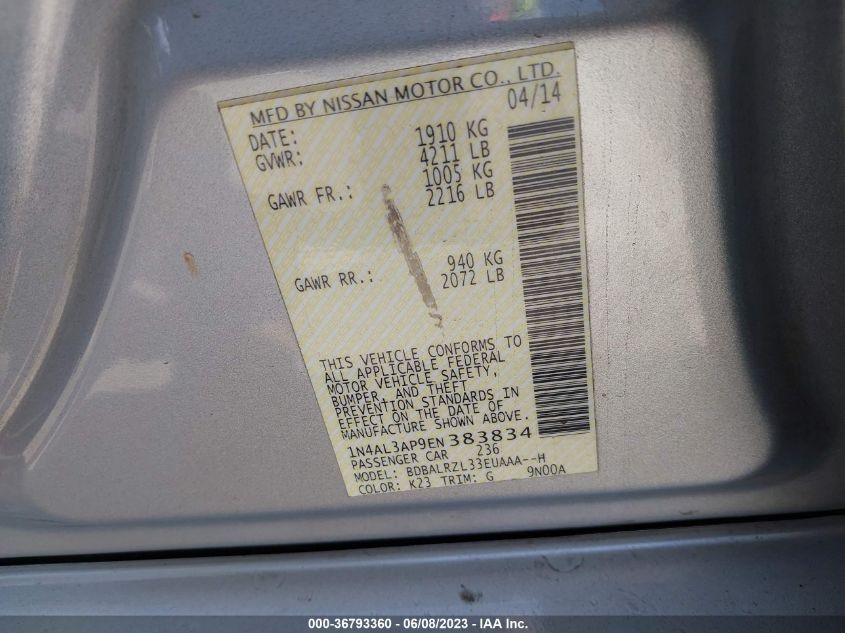 MFD BY NISSAN MOTOR CO., LTD.
DATE: 04/14
GVWR: 1910 KG
4211 LB
GAWR FR.: 1005 KG
2216 LB
GAWR RR.: 940 KG
2072 LB
THIS VEHICLE CONFORMS TO
ALL APPLICABLE FEDERAL
MOTOR VEHICLE SAFETY,
BUMPER, AND THEFT
PREVENTION STANDARDS IN
EFFECT ON THE DATE OF
MANUFACTURE SHOWN ABOVE.
1N4AL3AP9EN383834
PASSENGER CAR 236
MODEL: BDBALRZL33EUAAA--H
COLOR: K23 TRIM: G 9N00A
000-36793360 - 06/08/2023 - IAA Inc.